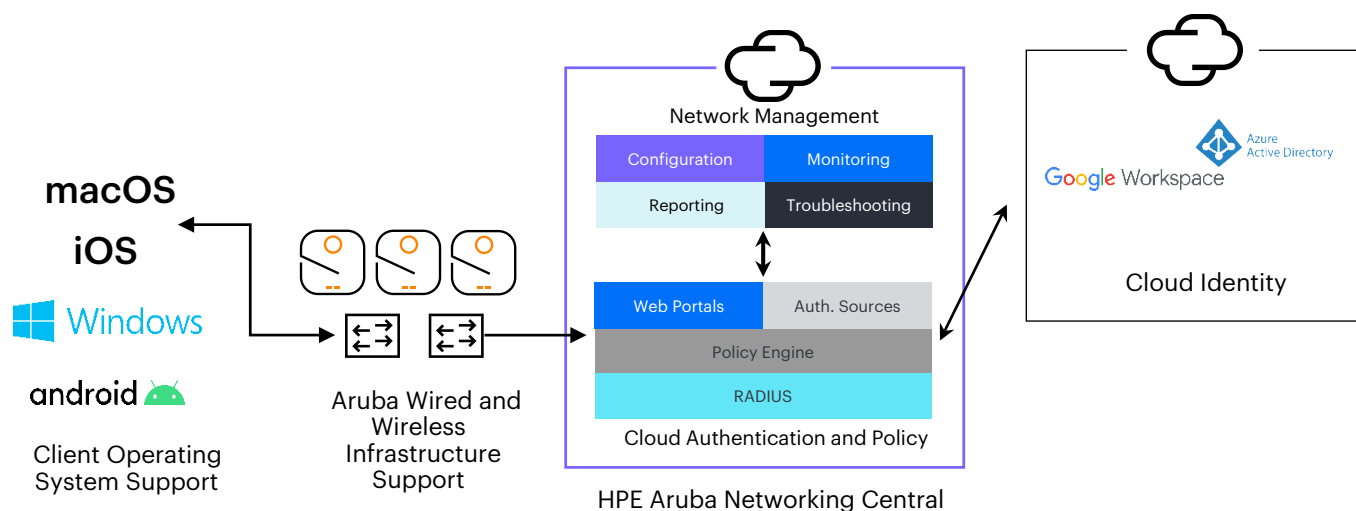 macOS
iOS
Windows
android
Client Operating
System Support
Aruba Wired and
Wireless
Infrastructure
Support
Network Management
Configuration
Monitoring
Reporting
Troubleshooting
Web Portals
Auth. Sources
Policy Engine
RADIUS
Cloud Authentication and Policy
HPE Aruba Networking Central
Azure
Active Directory
Google Workspace
Cloud Identity